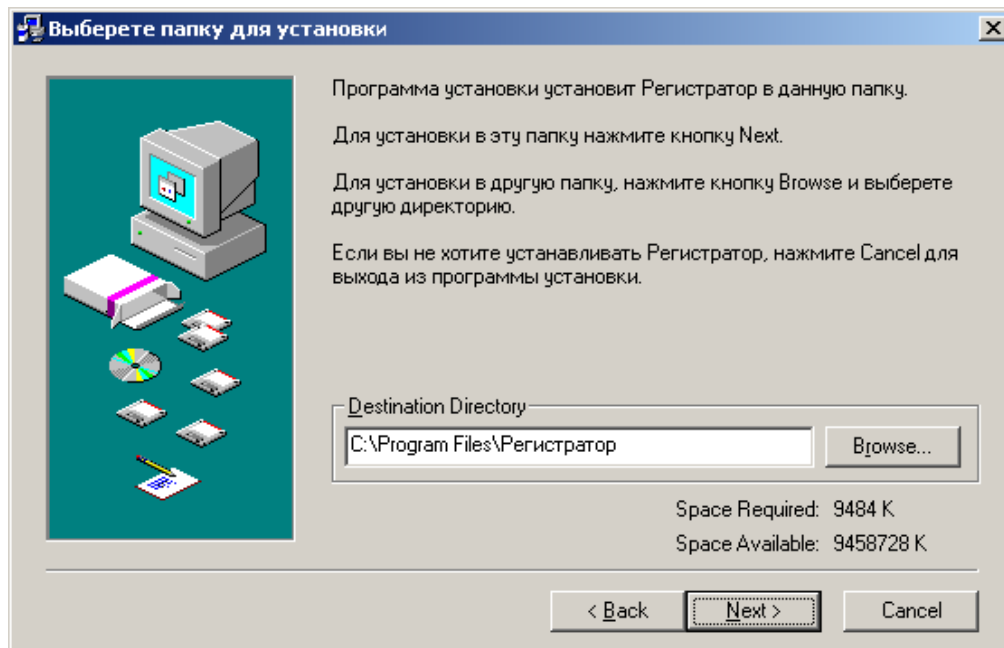 Выберете папку для установки
Программа установки установит Регистратор в данную папку.
Для установки в эту папку нажмите кнопку Next.
Для установки в другую папку, нажмите кнопку Browse и выберете
другую директорию.
Если вы не хотите устанавливать Регистратор, нажмите Cancel для
выхода из программы установки.
Destination Directory
C:\Program Files\Регистратор
Browse...
Space Required: 9484 K
Space Available: 9458728 K
< Back
Next >
Cancel